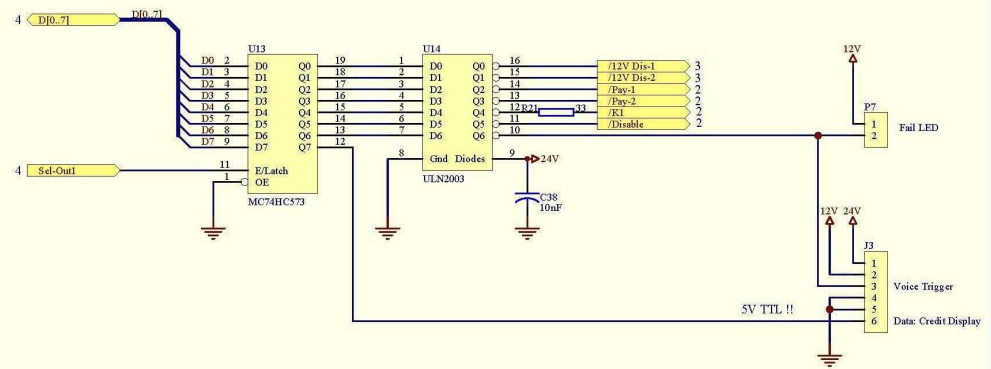 4 D[0..7] D[0..7]
U13 U14
12V
D0 2 D0 Q0 19 1 D0 Q0 16 /12V Dis-1 3
D1 3 D1 Q1 18 2 D1 Q1 15 /12V Dis-2 3
D2 4 D2 Q2 17 3 D2 Q2 14 /Pay-1 2
D3 5 D3 Q3 16 4 D3 Q3 13 /Pay-2 2
D4 6 D4 Q4 15 5 D4 Q4 12 R21 33 /K1 2
D5 7 D5 Q5 14 6 D5 Q5 11 /Disable 2
D6 8 D6 Q6 13 7 D6 Q6 10
D7 9 D7 Q7 12
P7
1
2
Fail LED
8 Gnd Diodes 9 24V
ULN2003
4 Sel-Out1 11 E/Latch
1 OE
MC74HC573
C38
10nF
12V 24V
J3
1
2
3 Voice Trigger
4
5V TTL !! 5
6 Data: Credit Display